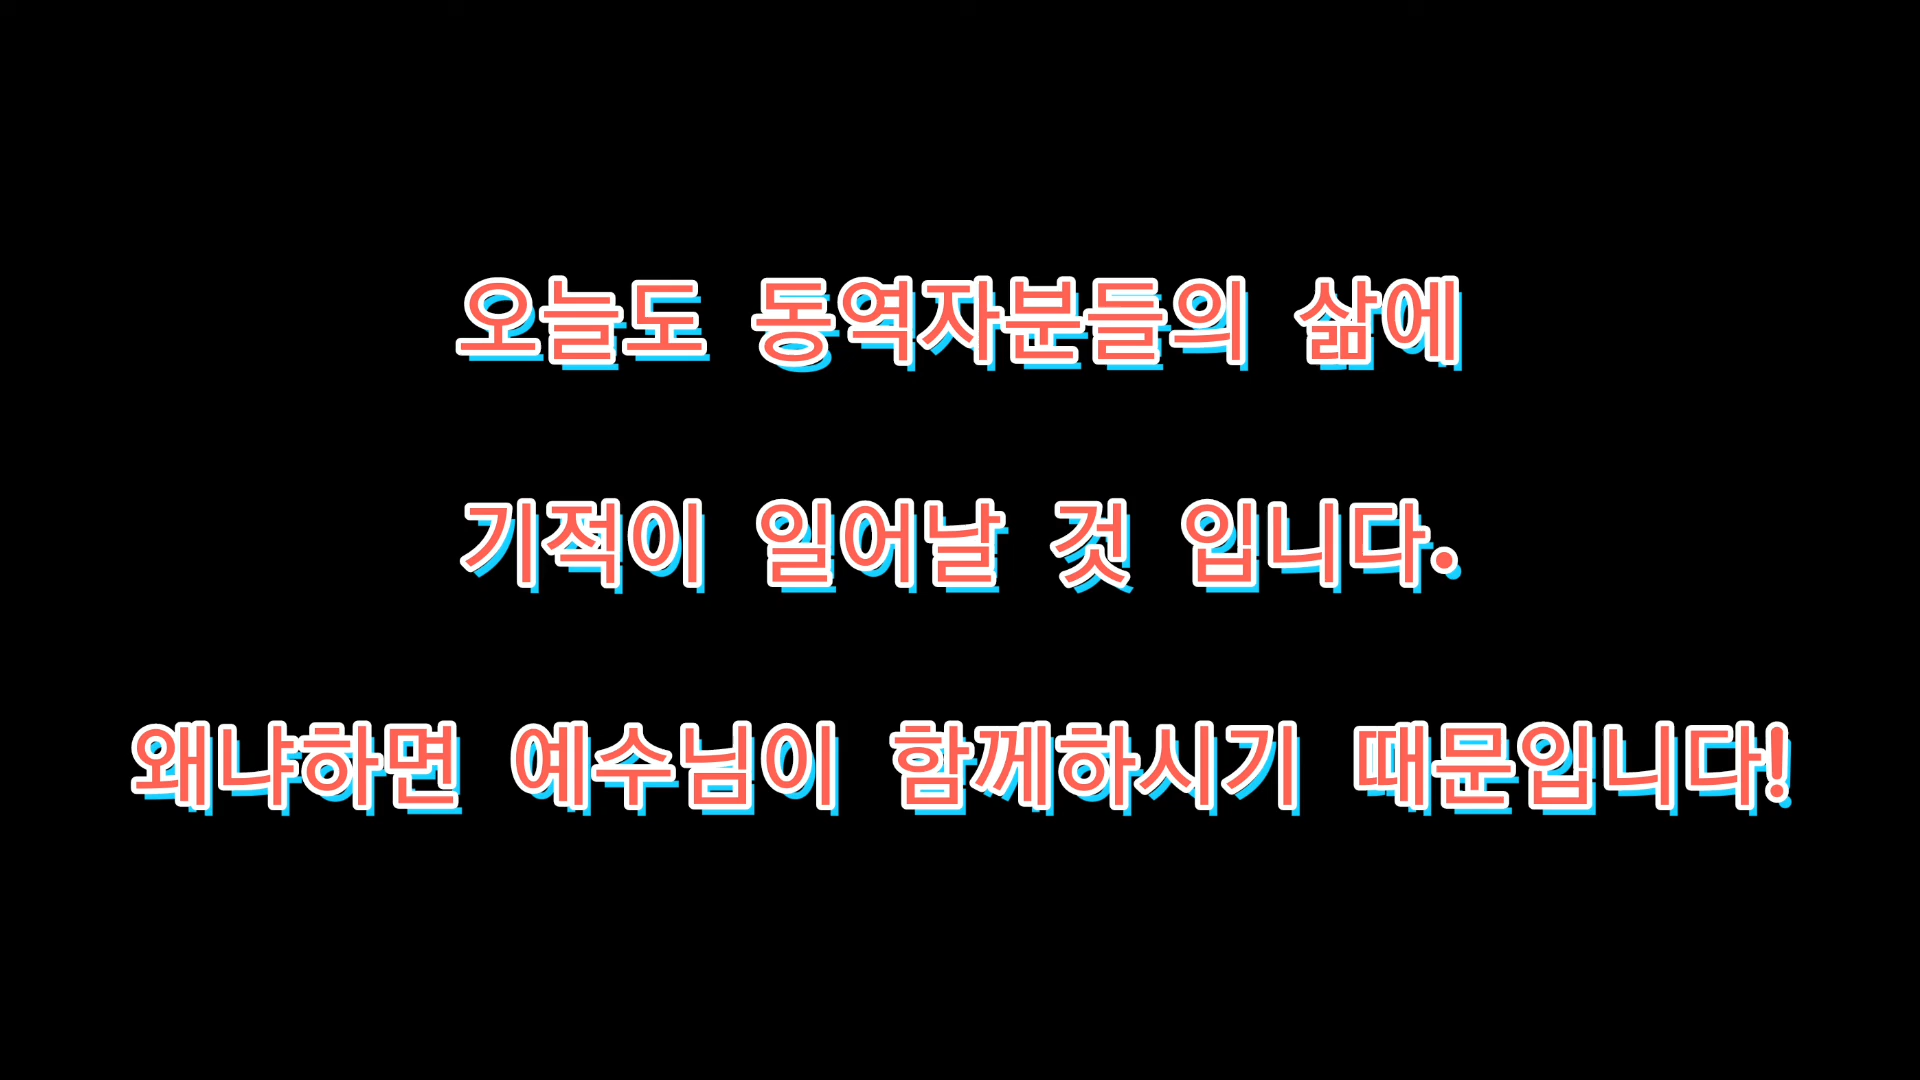 오늘도 동역자분들의 삶에
기적이 일어날 것 입니다.
왜냐하면 예수님이 함께하시기 때문입니다!